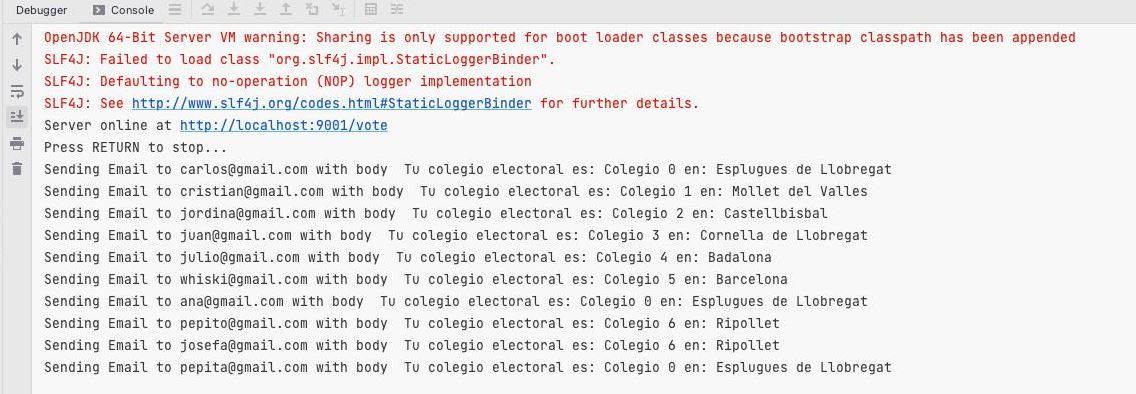 Debugger Console
OpenJDK 64-Bit Server VM warning: Sharing is only supported for boot loader classes because bootstrap classpath has been appended
SLF4J: Failed to load class "org.slf4j.impl.StaticLoggerBinder".
SLF4J: Defaulting to no-operation (NOP) logger implementation
SLF4J: See http://www.slf4j.org/codes.html#StaticLoggerBinder for further details.
Server online at http://localhost:9001/vote
Press RETURN to stop...
Sending Email to carlos@gmail.com with body  Tu colegio electoral es: Colegio 0 en: Esplugues de Llobregat
Sending Email to cristian@gmail.com with body  Tu colegio electoral es: Colegio 1 en: Mollet del Valles
Sending Email to jordina@gmail.com with body  Tu colegio electoral es: Colegio 2 en: Castellbisbal
Sending Email to juan@gmail.com with body  Tu colegio electoral es: Colegio 3 en: Cornella de Llobregat
Sending Email to julio@gmail.com with body  Tu colegio electoral es: Colegio 4 en: Badalona
Sending Email to whiski@gmail.com with body  Tu colegio electoral es: Colegio 5 en: Barcelona
Sending Email to ana@gmail.com with body  Tu colegio electoral es: Colegio 0 en: Esplugues de Llobregat
Sending Email to pepito@gmail.com with body  Tu colegio electoral es: Colegio 6 en: Ripollet
Sending Email to josefa@gmail.com with body  Tu colegio electoral es: Colegio 6 en: Ripollet
Sending Email to pepita@gmail.com with body  Tu colegio electoral es: Colegio 0 en: Esplugues de Llobregat